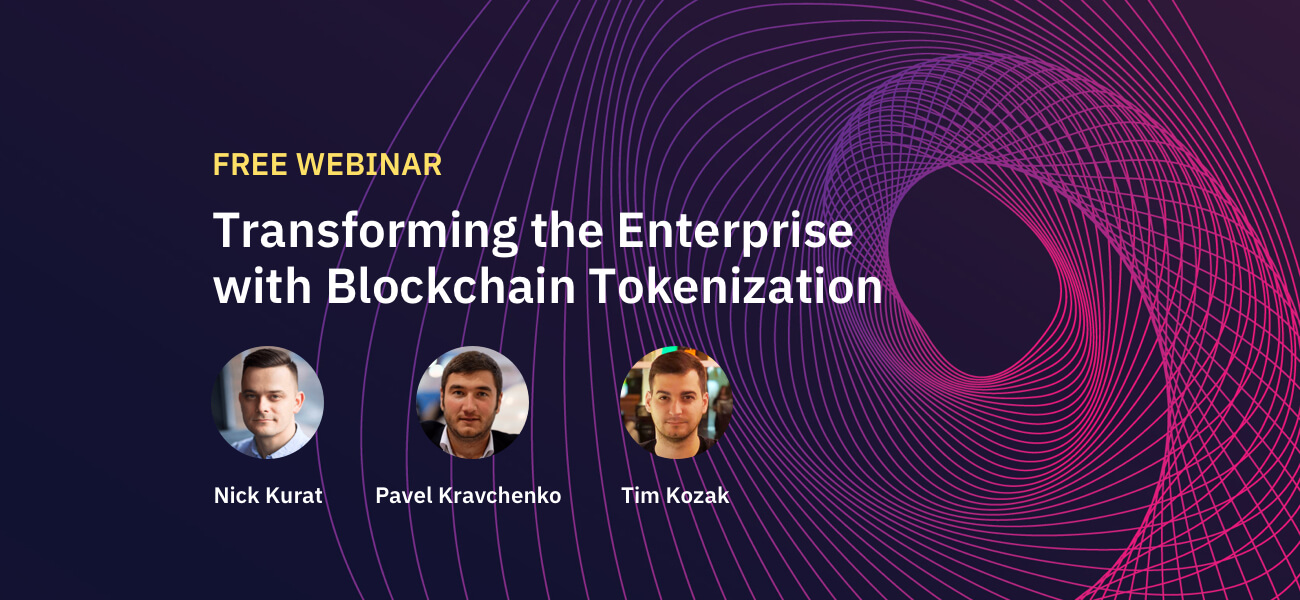 FREE WEBINAR
Transforming the Enterprise
with Blockchain Tokenization
Nick Kurat
Pavel Kravchenko
Tim Kozak